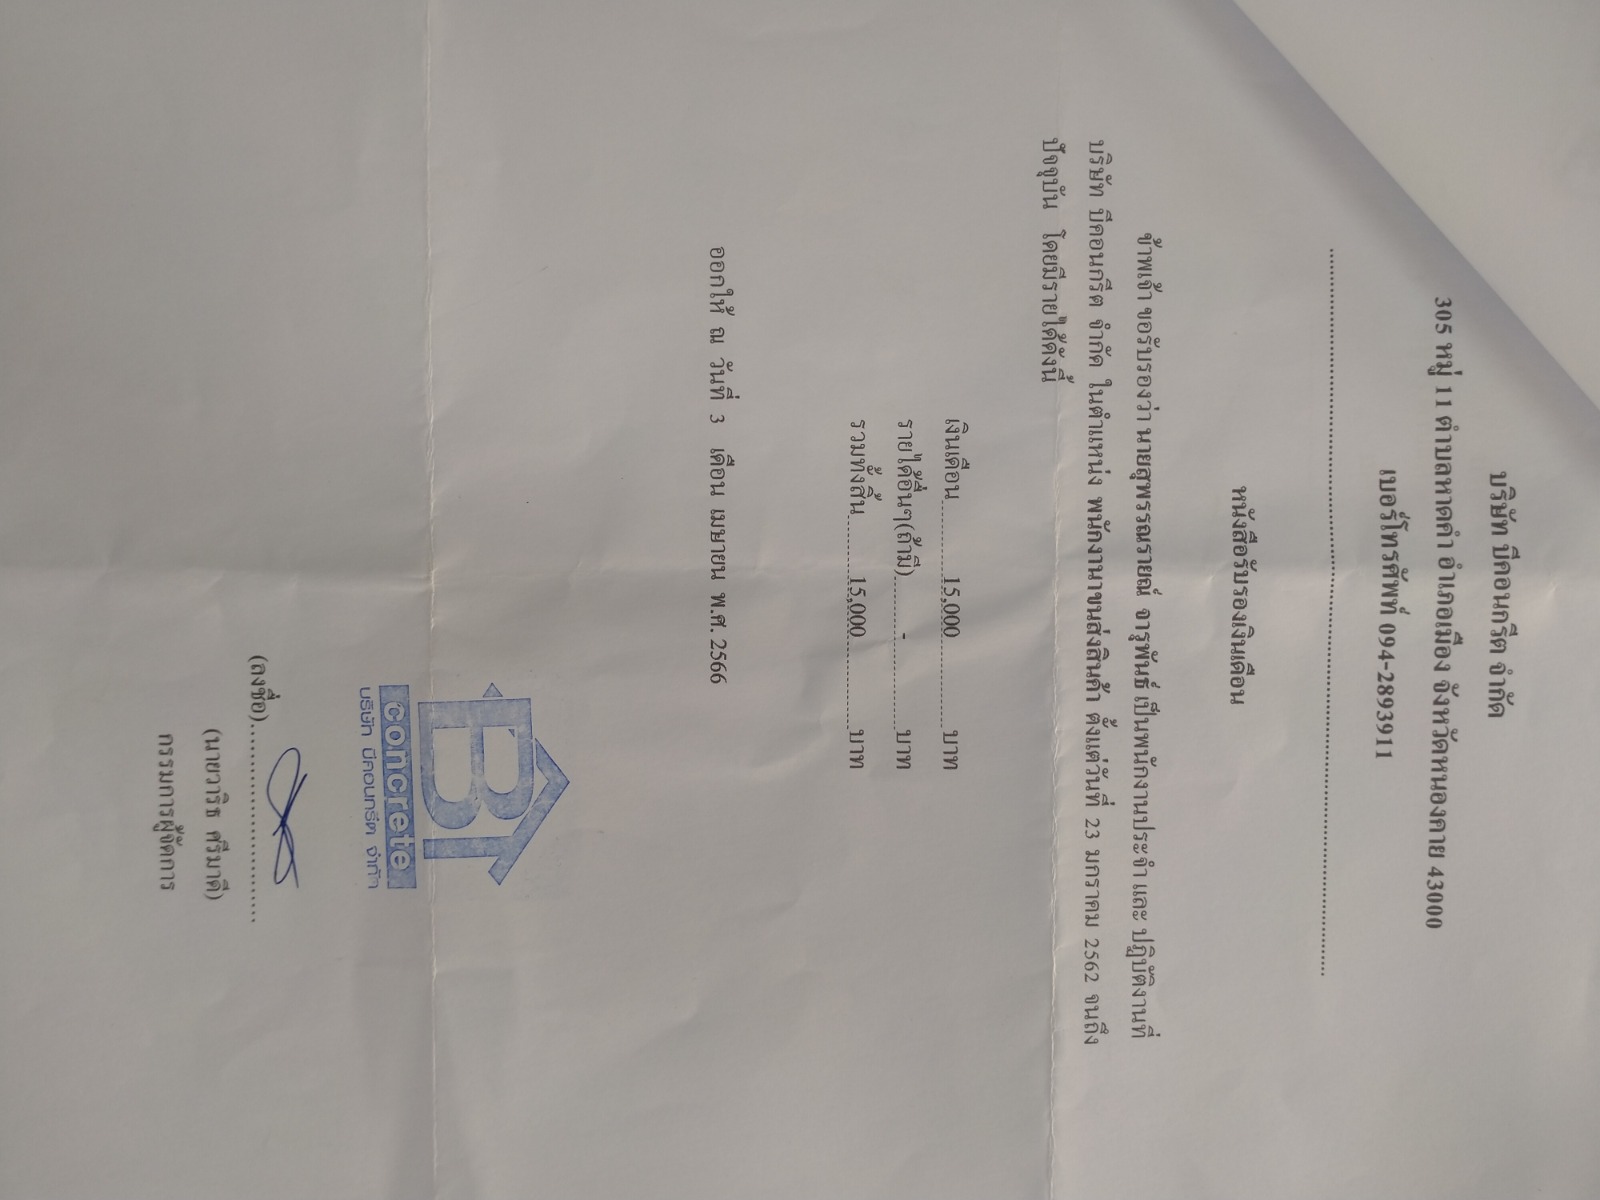 บริษัท บีคอนกรีต จำกัด
305 หมู่ 11 ตำบลหาดคำ อำเภอเมือง จังหวัดหนองคาย 43000
เบอร์โทรศัพท์ 094-2893911
หนังสือรับรองเงินเดือน
ข้าพเจ้า ขอรับรองว่า นายสุพรรณรายณ์ จารุพันธ์ เป็นพนักงานประจำ และ ปฏิบัติงานที่
บริษัท บีคอนกรีต จำกัด ในตำแหน่ง พนักงานขนส่งสินค้า ตั้งแต่วันที่ 23 มกราคม 2562 จนถึง
ปัจจุบัน โดยมีรายได้ดังนี้
เงินเดือน 15,000 บาท
รายได้อื่นๆ(ถ้ามี) - บาท
รวมทั้งสิ้น 15,000 บาท
ออกให้ ณ วันที่ 3 เดือน เมษายน พ.ศ. 2566
B
concrete
บริษัท บีคอนกรีต จำกัด
(ลงชื่อ)
(นายวาริช ศรีมาดี)
กรรมการผู้จัดการ